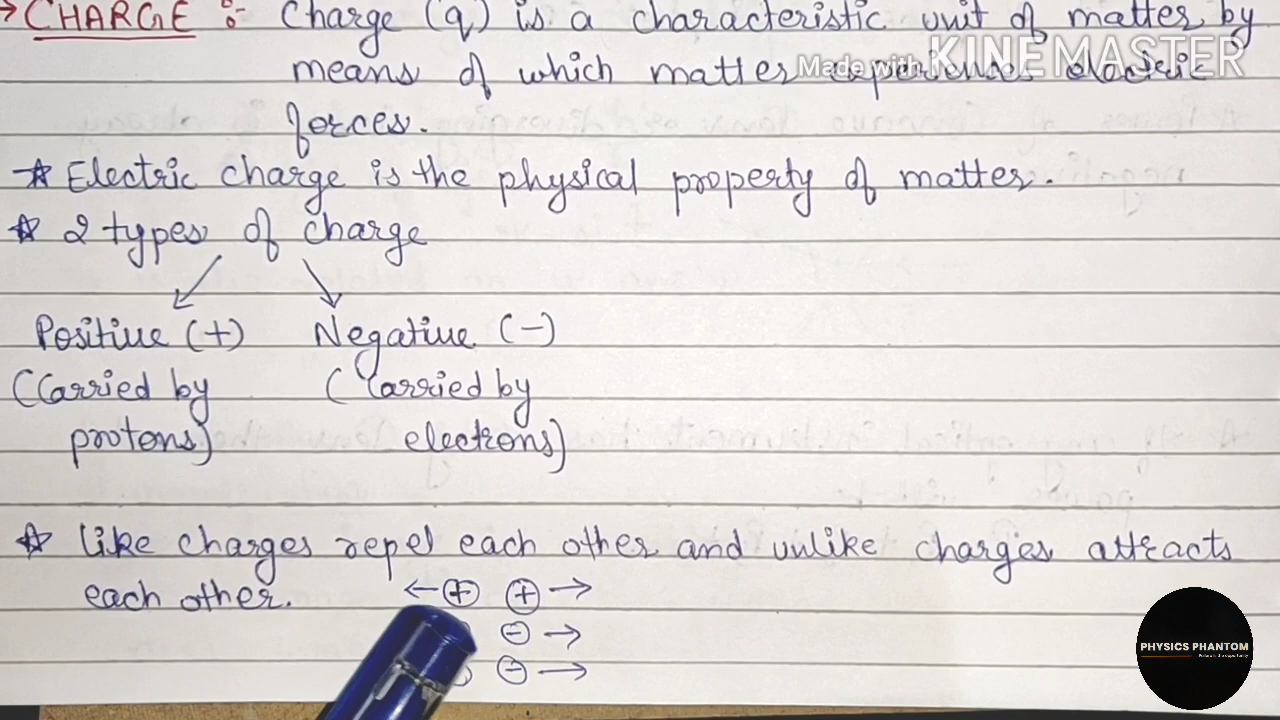 → CHARGE :- Charge (q) is a characteristic unit of matter by
means of which matter experiences electric
forces.
Made with KINEMASTER
☆ Electric charge is the physical property of matter.
☆ 2 types of charge
Positive (+) Negative (-)
(Carried by (Carried by
protons) electrons)
☆ like charges repel each other and unlike charges attracts
each other. ← + + →
- →
- →
PHYSICS PHANTOM